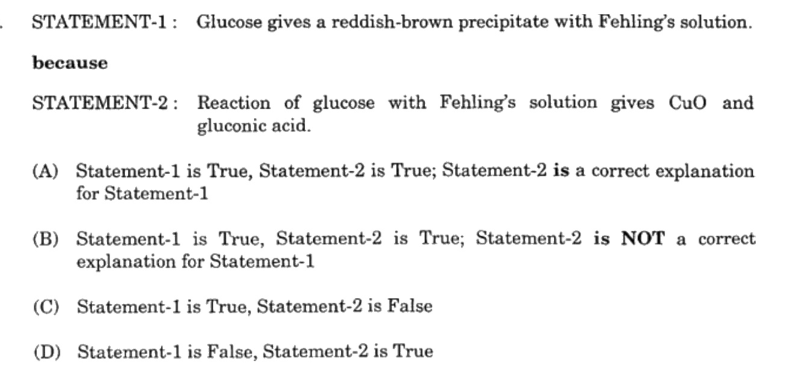 . STATEMENT-1 : Glucose gives a reddish-brown precipitate with Fehling's solution.
because
STATEMENT-2 : Reaction of glucose with Fehling's solution gives CuO and
gluconic acid.
(A) Statement-1 is True, Statement-2 is True; Statement-2 is a correct explanation
for Statement-1
(B) Statement-1 is True, Statement-2 is True; Statement-2 is NOT a correct
explanation for Statement-1
(C) Statement-1 is True, Statement-2 is False
(D) Statement-1 is False, Statement-2 is True